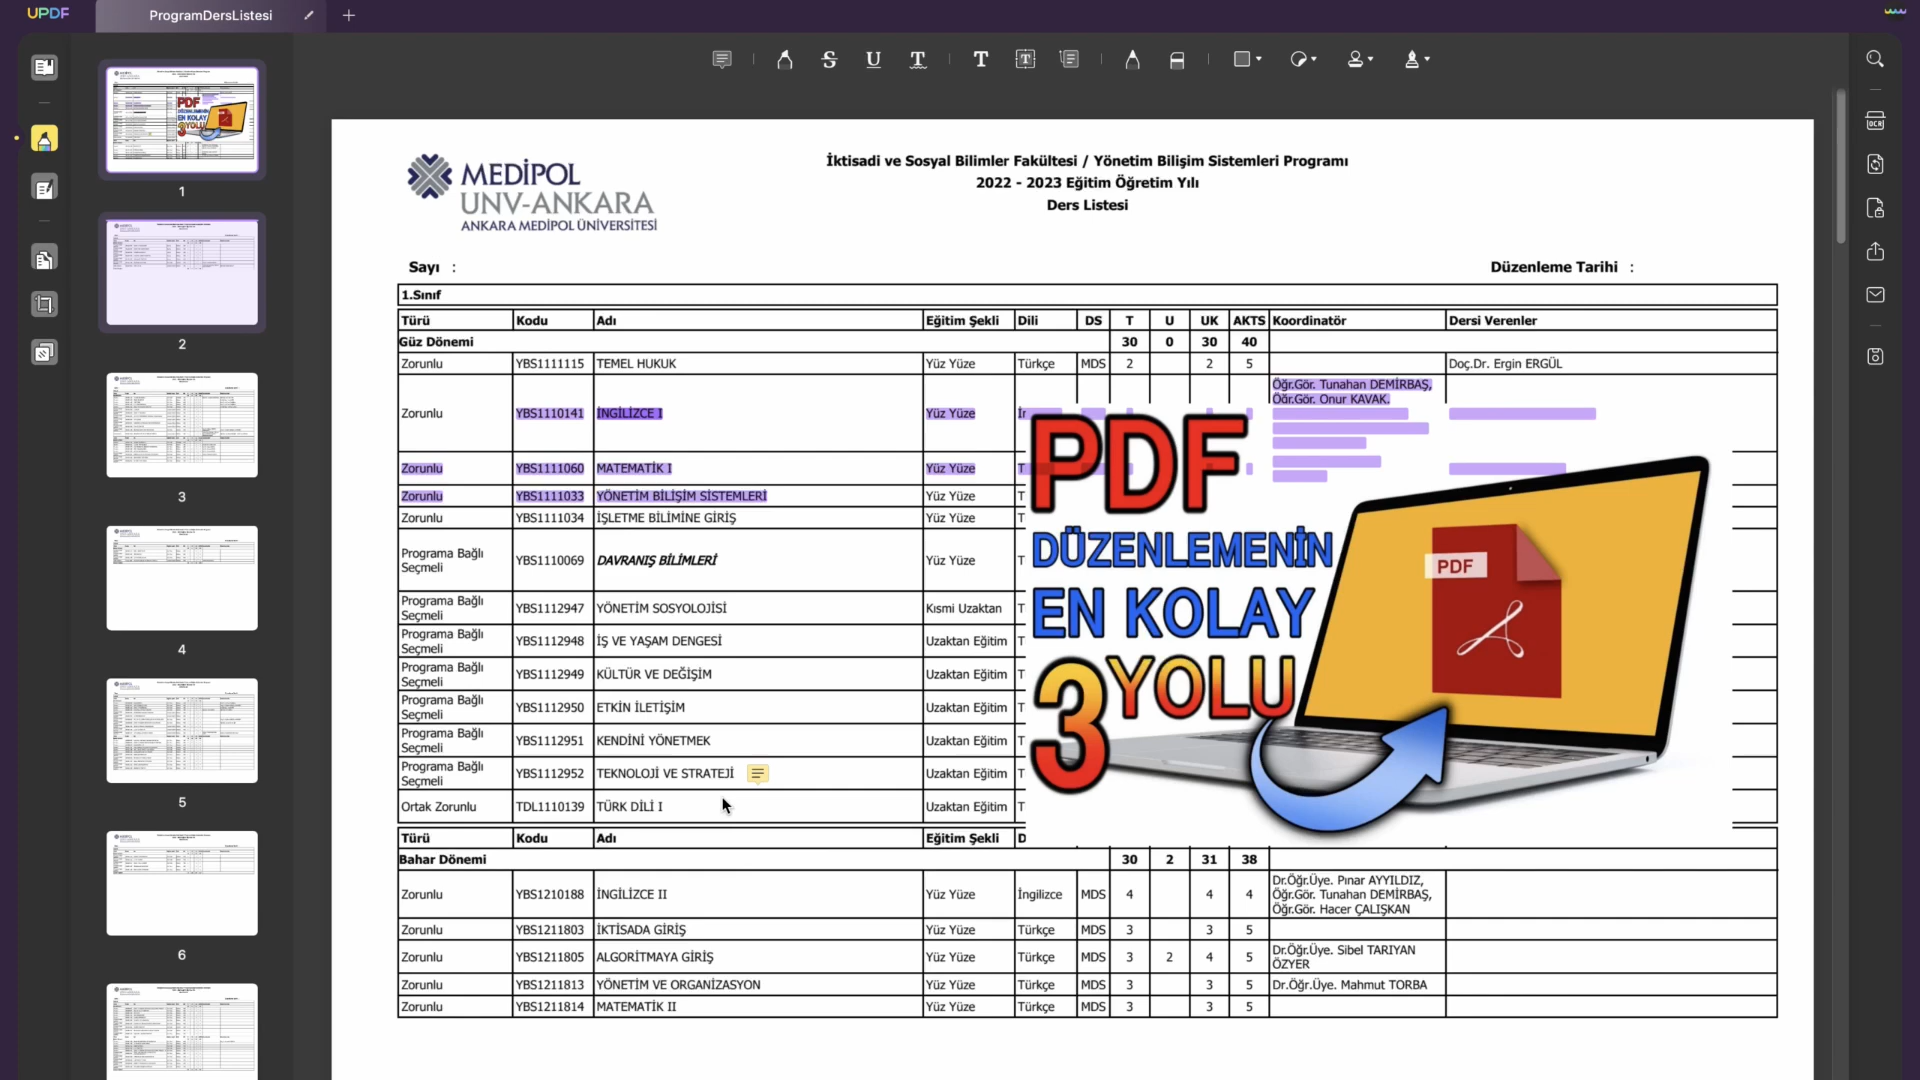 UPDF
ProgramDersListesi
OCR
1
2
3
4
5
6
MEDİPOL
UNV-ANKARA
ANKARA MEDİPOL ÜNİVERSİTESİ
İktisadi ve Sosyal Bilimler Fakültesi / Yönetim Bilişim Sistemleri Programı
2022 - 2023 Eğitim Öğretim Yılı
Ders Listesi
Sayı :
Düzenleme Tarihi :
1.Sınıf
Türü Kodu Adı Eğitim Şekli Dili DS T U UK AKTS Koordinatör Dersi Verenler
Güz Dönemi 30 0 30 40
Zorunlu YBS1111115 TEMEL HUKUK Yüz Yüze Türkçe MDS 2 2 5 Doç.Dr. Ergin ERGÜL
Zorunlu YBS1110141 İNGİLİZCE I Yüz Yüze Öğr.Gör. Tunahan DEMİRBAŞ,
Öğr.Gör. Onur KAVAK.
Zorunlu YBS1111060 MATEMATİK I Yüz Yüze T
Zorunlu YBS1111033 YÖNETİM BİLİŞİM SİSTEMLERİ Yüz Yüze T
Zorunlu YBS1111034 İŞLETME BİLİMİNE GİRİŞ Yüz Yüze T
Programa Bağlı
Seçmeli YBS1110069 DAVRANIŞ BİLİMLERİ Yüz Yüze T
Programa Bağlı
Seçmeli YBS1112947 YÖNETİM SOSYOLOJİSİ Kısmi Uzaktan T
Programa Bağlı
Seçmeli YBS1112948 İŞ VE YAŞAM DENGESİ Uzaktan Eğitim T
Programa Bağlı
Seçmeli YBS1112949 KÜLTÜR VE DEĞİŞİM Uzaktan Eğitim T
Programa Bağlı
Seçmeli YBS1112950 ETKİN İLETİŞİM Uzaktan Eğitim T
Programa Bağlı
Seçmeli YBS1112951 KENDİNİ YÖNETMEK Uzaktan Eğitim T
Programa Bağlı
Seçmeli YBS1112952 TEKNOLOJİ VE STRATEJİ Uzaktan Eğitim T
Ortak Zorunlu TDL1110139 TÜRK DİLİ I Uzaktan Eğitim T
PDF
DÜZENLEMENİN
EN KOLAY
3 YOLU
PDF
Türü Kodu Adı Eğitim Şekli D
Bahar Dönemi 30 2 31 38
Zorunlu YBS1210188 İNGİLİZCE II Yüz Yüze İngilizce MDS 4 4 4 Dr.Öğr.Üye. Pınar AYYILDIZ,
Öğr.Gör. Tunahan DEMİRBAŞ,
Öğr.Gör. Hacer ÇALIŞKAN
Zorunlu YBS1211803 İKTİSADA GİRİŞ Yüz Yüze Türkçe MDS 3 3 5
Zorunlu YBS1211805 ALGORİTMAYA GİRİŞ Yüz Yüze Türkçe MDS 3 2 4 5 Dr.Öğr.Üye. Sibel TARIYAN
ÖZYER
Zorunlu YBS1211813 YÖNETİM VE ORGANİZASYON Yüz Yüze Türkçe MDS 3 3 5 Dr.Öğr.Üye. Mahmut TORBA
Zorunlu YBS1211814 MATEMATİK II Yüz Yüze Türkçe MDS 3 3 5